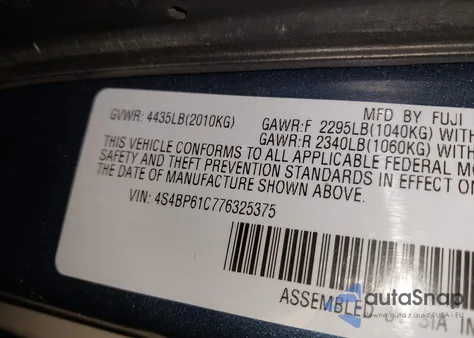 MFD BY FUJI
GVWR: 4435LB(2010KG) GAWR:F 2295LB(1040KG) WITH
GAWR:R 2340LB(1060KG) WITH
THIS VEHICLE CONFORMS TO ALL APPLICABLE FEDERAL MO
SAFETY AND THEFT PREVENTION STANDARDS IN EFFECT ON
THE DATE OF MANUFACTURE SHOWN ABOVE.
VIN: 4S4BP61C776325375
ASSEMBLED
autaSnap